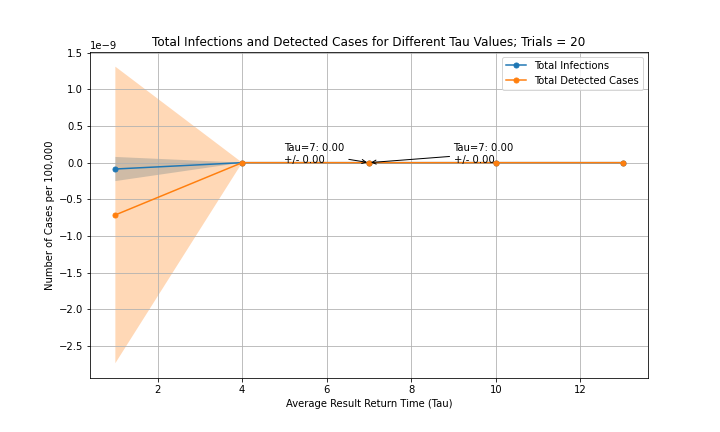 Total Infections and Detected Cases for Different Tau Values; Trials = 20
1e−9
Total Infections
Total Detected Cases
1.5
1.0
0.5
0.0
−0.5
−1.0
−1.5
−2.0
−2.5
Number of Cases per 100,000
Tau=7: 0.00
+/- 0.00
Tau=7: 0.00
+/- 0.00
2
4
6
8
10
12
Average Result Return Time (Tau)